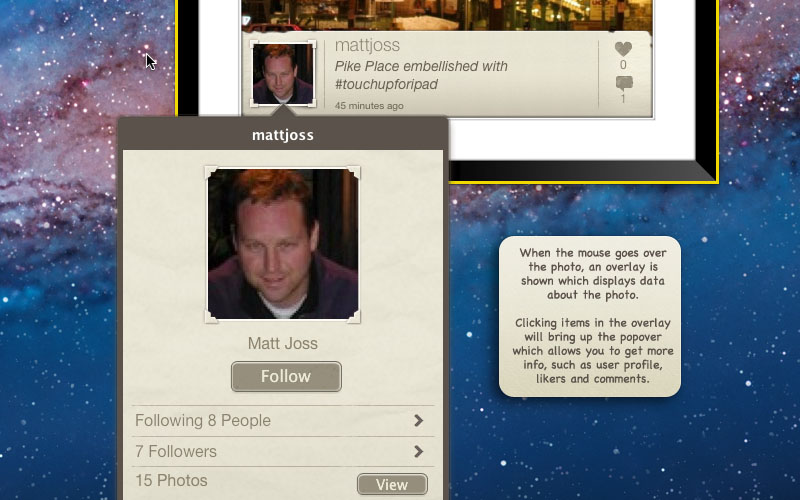 mattjoss
Pike Place embellished with
#touchupforipad
45 minutes ago
0
1
mattjoss
Matt Joss
Follow
Following 8 People
7 Followers
15 Photos
View
When the mouse goes over
the photo, an overlay is
shown which displays data
about the photo.
Clicking items in the overlay
will bring up the popover
which allows you to get more
info, such as user profile,
likers and comments.